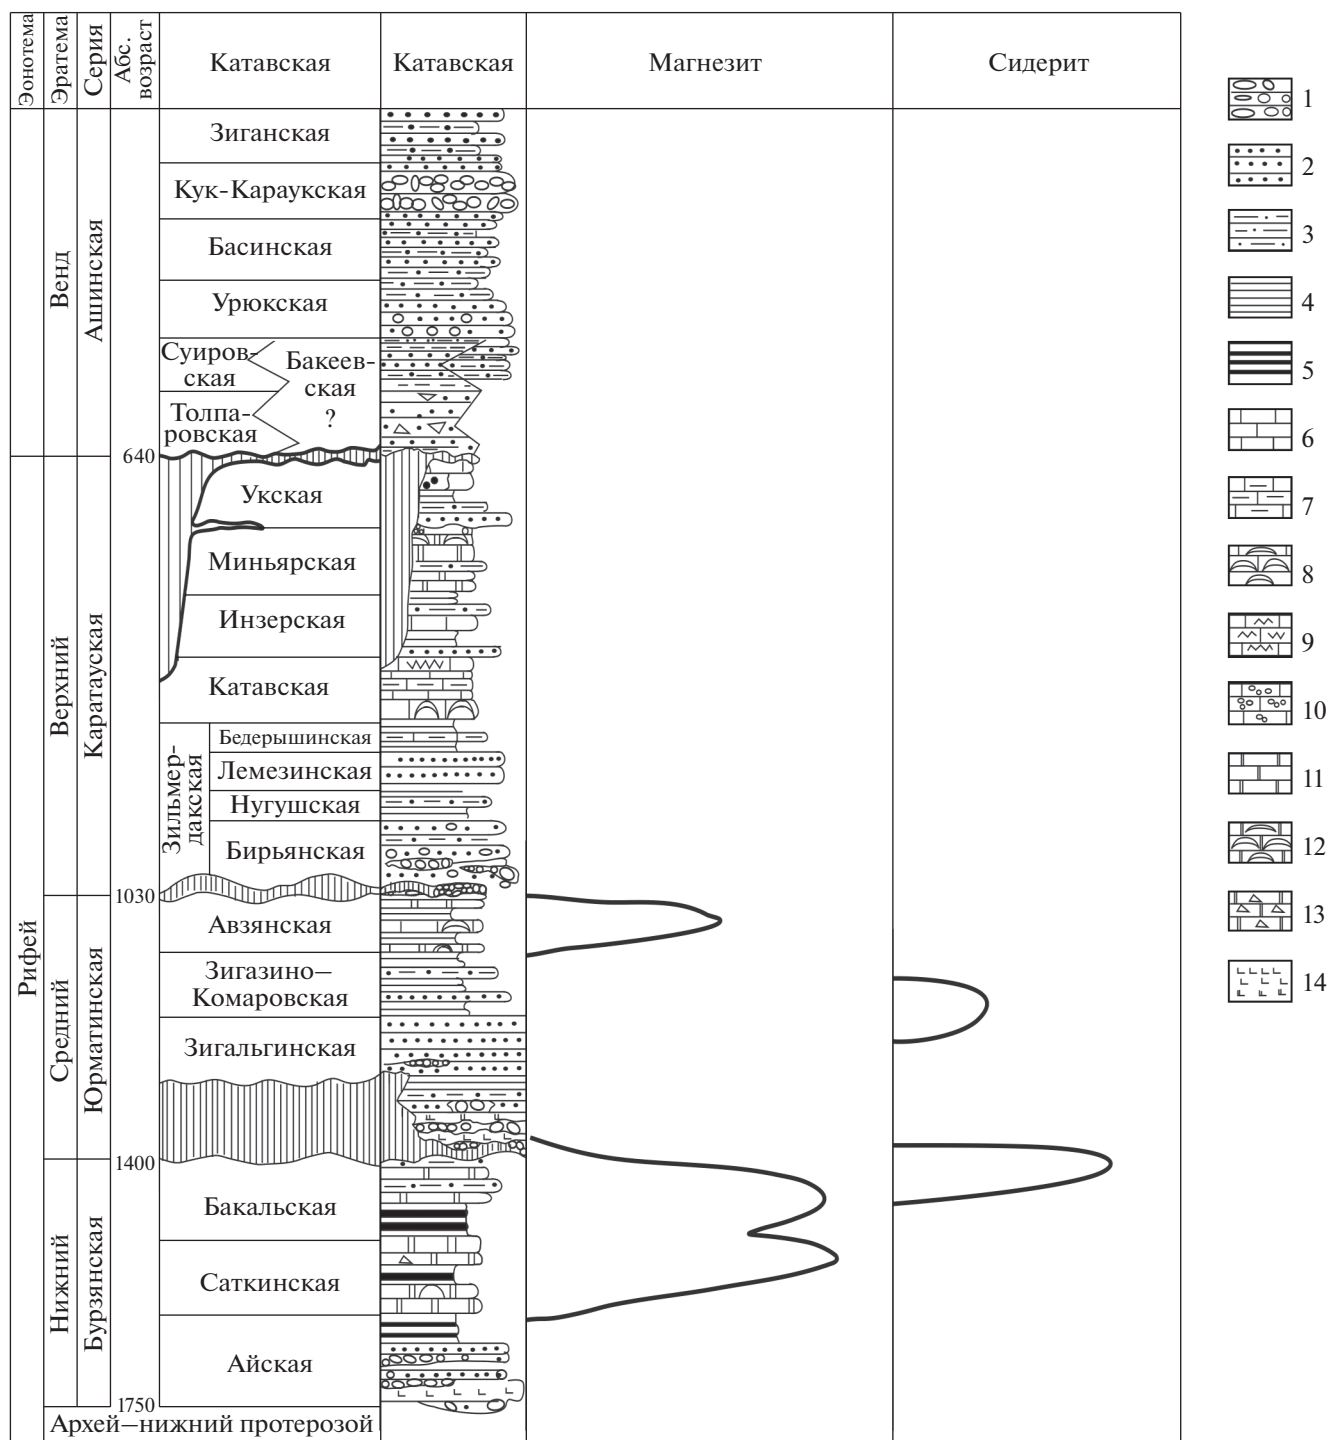 Эонотема
Эратема
Серия
Абс.
возраст
Катавская
Катавская
Магнезит
Сидерит
Венд
Ашинская
Зиганская
Кук-Караукская
Басинская
Урюкская
Суиров-
ская
Бакеев-
ская
?
Толпа-
ровская
640
Рифей
Верхний
Каратауская
Укская
Миньярская
Инзерская
Катавская
Зильмер-
дакская
Бедерышинская
Лемезинская
Нугушская
Бирьянская
1030
Средний
Юрматинская
Авзянская
Зигазино–
Комаровская
Зигальгинская
1400
Нижний
Бурзянская
Бакальская
Саткинская
Айская
1750
Архей–нижний протерозой
1
2
3
4
5
6
7
8
9
10
11
12
13
14